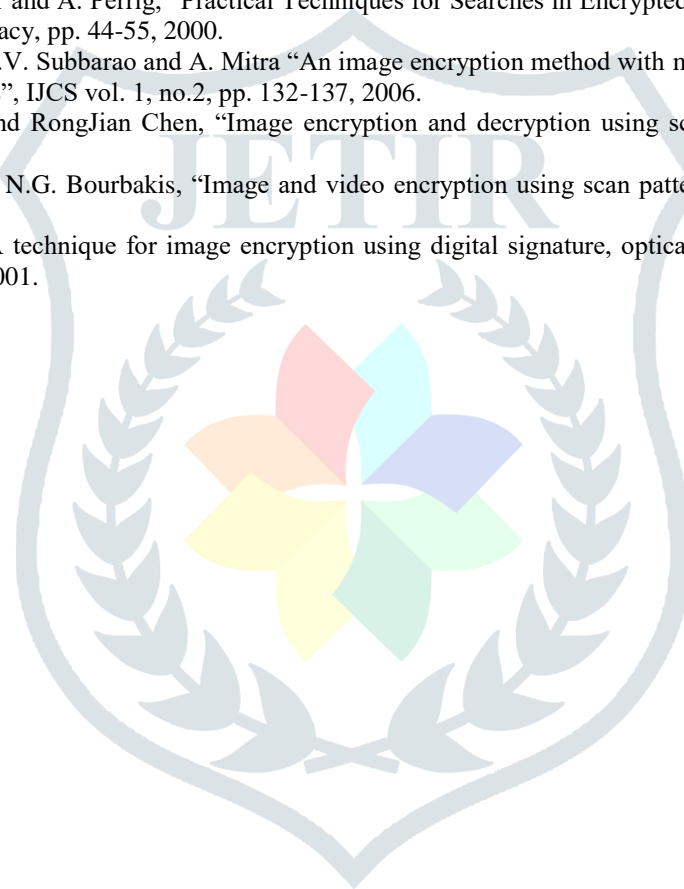 and A. Perrig, “Practical Techniques for Searches in Encrypted
acy, pp. 44-55, 2000.
.V. Subbarao and A. Mitra “An image encryption method with
”, IJCS vol. 1, no.2, pp. 132-137, 2006.
nd RongJian Chen, “Image encryption and decryption using sc
N.G. Bourbakis, “Image and video encryption using scan patte
technique for image encryption using digital signature, optica
001.
JETIR